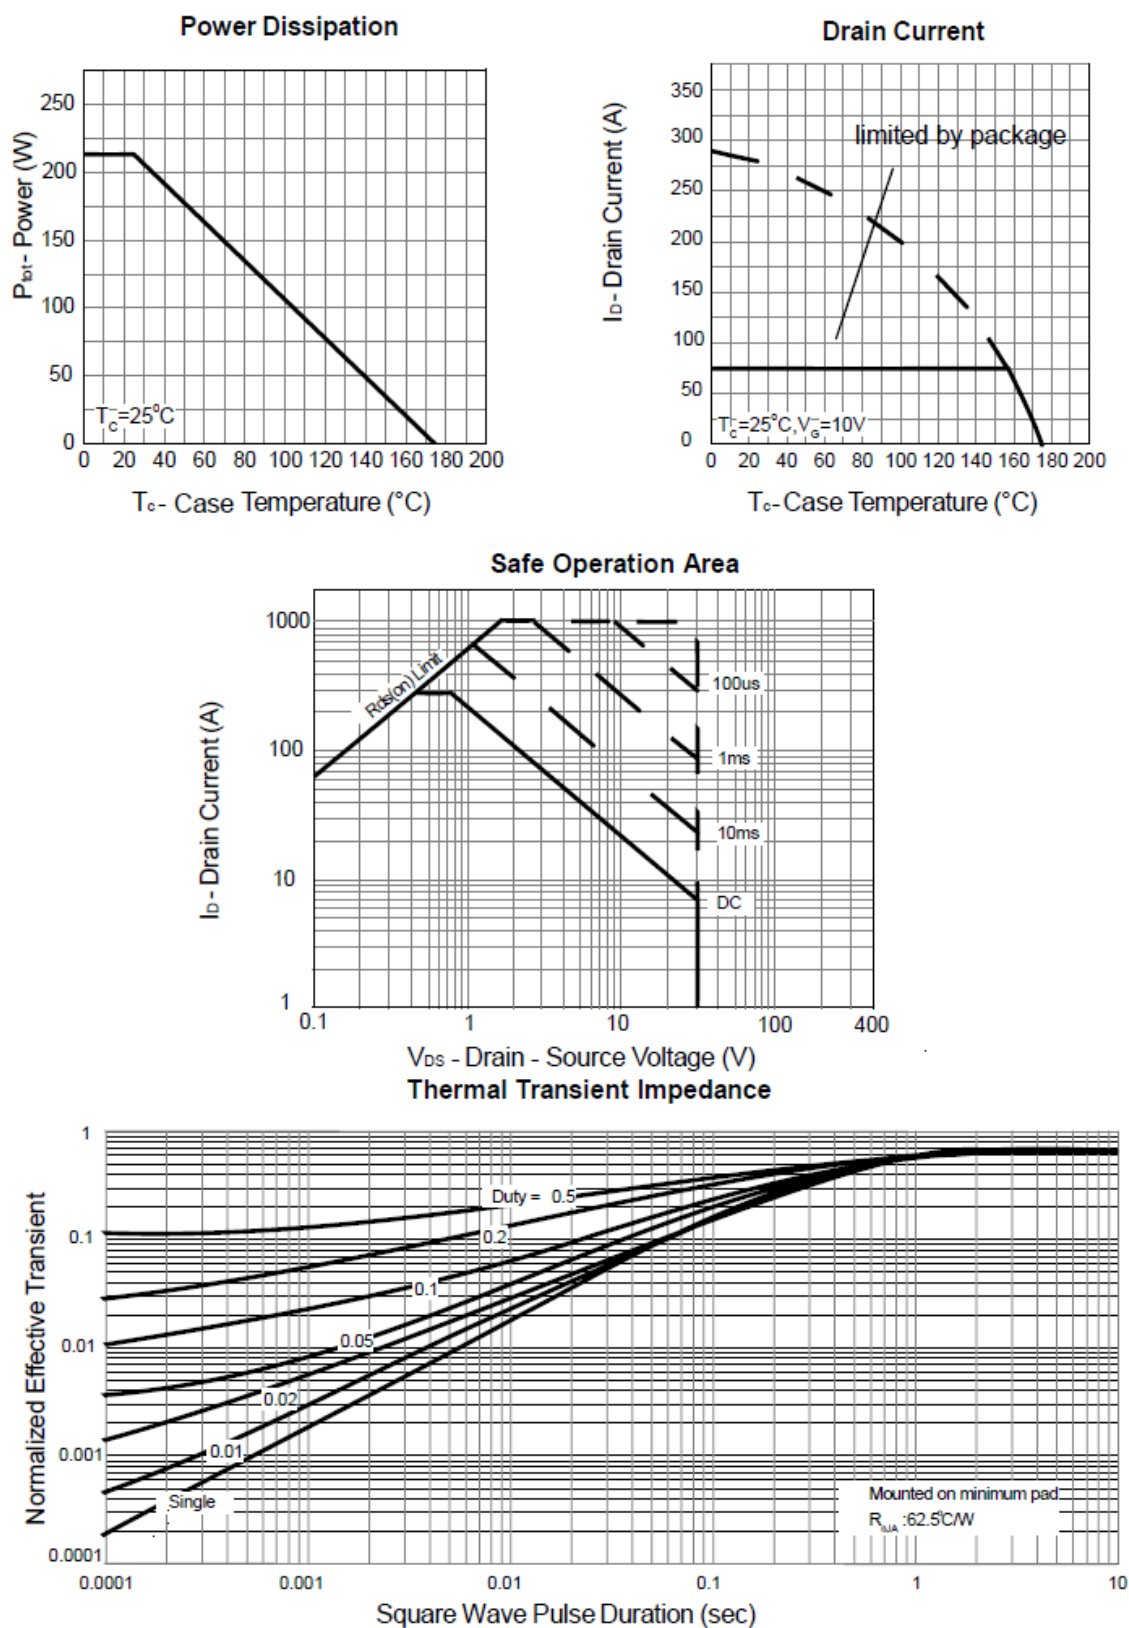 Power Dissipation
Ptot- Power (W)
250
200
150
100
50
0
TC=25°C
0 20 40 60 80 100 120 140 160 180 200
Tc- Case Temperature (°C)
Drain Current
ID- Drain Current (A)
350
300
250
200
150
100
50
0
limited by package
TC=25°C,VG=10V
0 20 40 60 80 100 120 140 160 180 200
Tc-Case Temperature (°C)
Safe Operation Area
ID- Drain Current (A)
1000
100
10
1
Rds(on) Limit
100us
1ms
10ms
DC
0.1 1 10 100 400
VDS - Drain - Source Voltage (V)
Thermal Transient Impedance
Normalized Effective Transient
1
0.1
0.01
0.001
0.0001
Duty = 0.5
0.2
0.1
0.05
0.02
0.01
Single
Mounted on minimum pad
RθJA :62.5°C/W
0.0001 0.001 0.01 0.1 1 10
Square Wave Pulse Duration (sec)